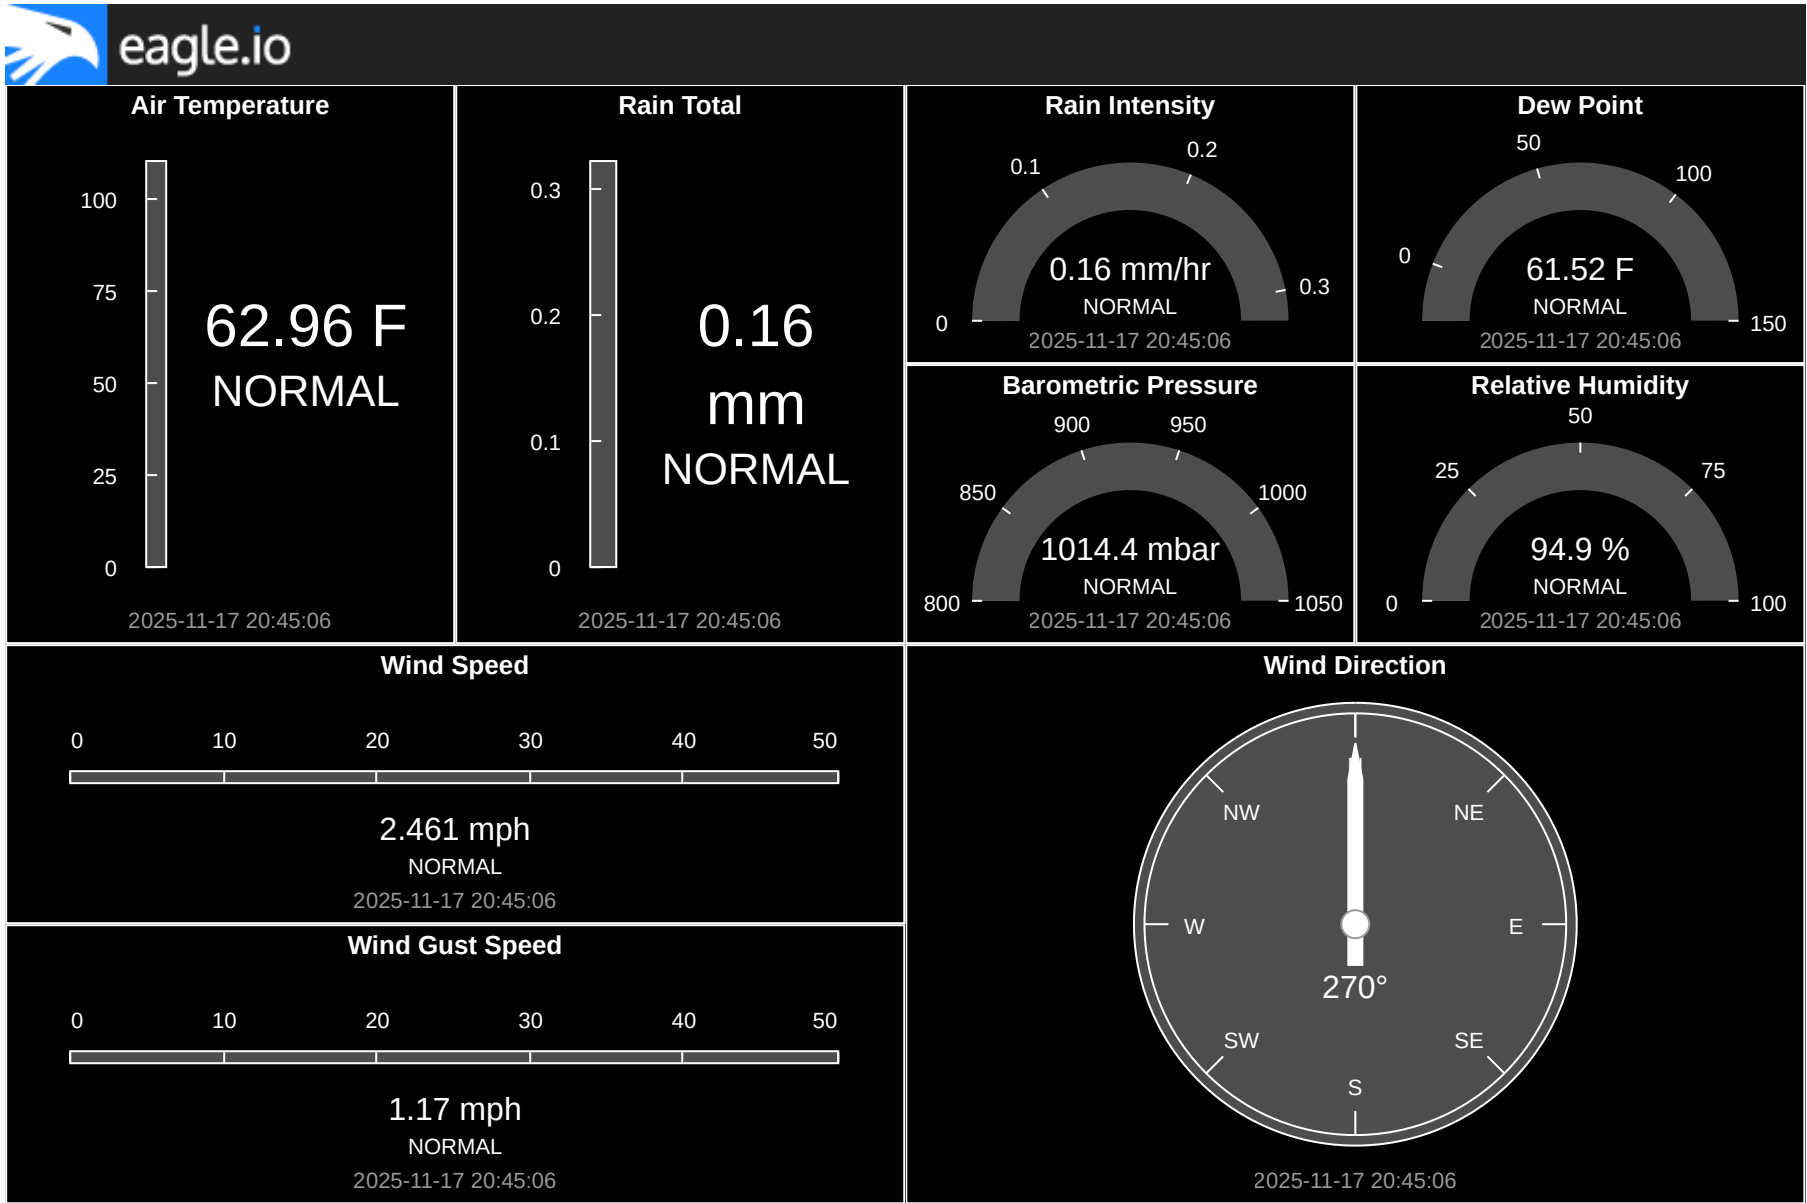 eagle.io
Air Temperature
100
75
50
25
0
62.96 F
NORMAL
2025-11-17 20:45:06
Rain Total
0.3
0.2
0.1
0
0.16
mm
NORMAL
2025-11-17 20:45:06
Rain Intensity
0
0.1
0.2
0.3
0.16 mm/hr
NORMAL
2025-11-17 20:45:06
Dew Point
0
50
100
150
61.52 F
NORMAL
2025-11-17 20:45:06
Barometric Pressure
800
850
900
950
1000
1050
1014.4 mbar
NORMAL
2025-11-17 20:45:06
Relative Humidity
0
25
50
75
100
94.9 %
NORMAL
2025-11-17 20:45:06
Wind Speed
0 10 20 30 40 50
2.461 mph
NORMAL
2025-11-17 20:45:06
Wind Gust Speed
0 10 20 30 40 50
1.17 mph
NORMAL
2025-11-17 20:45:06
Wind Direction
NW NE
W E
270°
SW SE
S
2025-11-17 20:45:06